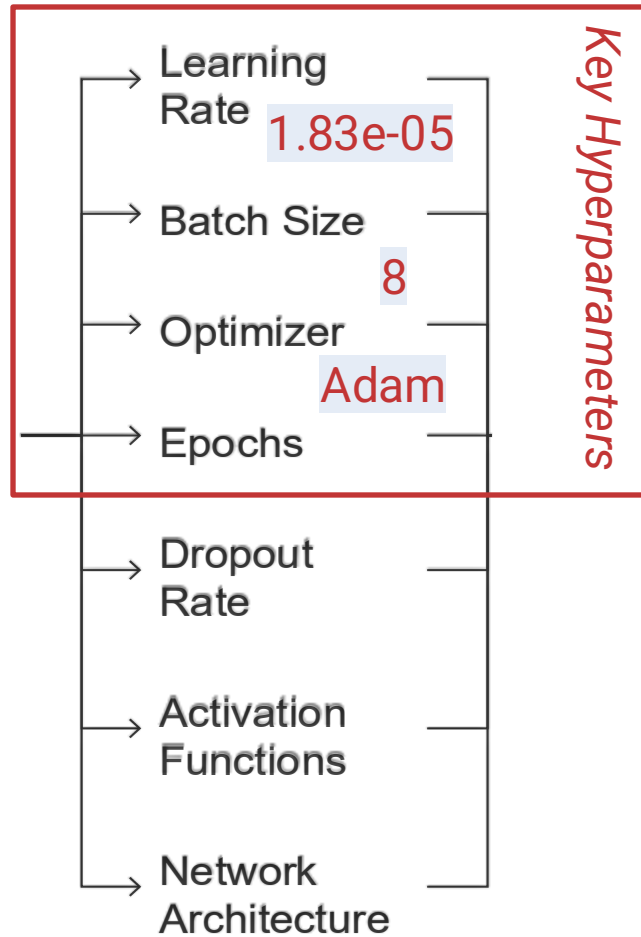 Learning
Rate
1.83e-05
Batch Size
8
Optimizer
Adam
Epochs
Dropout
Rate
Activation
Functions
Network
Architecture
Key Hyperparameters